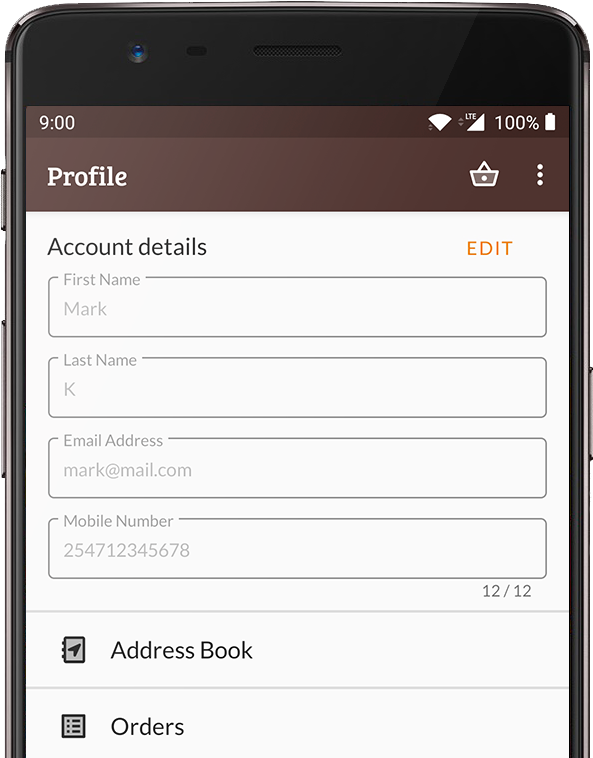 9:00 LTE 100%
Profile
Account details EDIT
First Name
Mark
Last Name
K
Email Address
mark@mail.com
Mobile Number
254712345678
12 / 12
Address Book
Orders